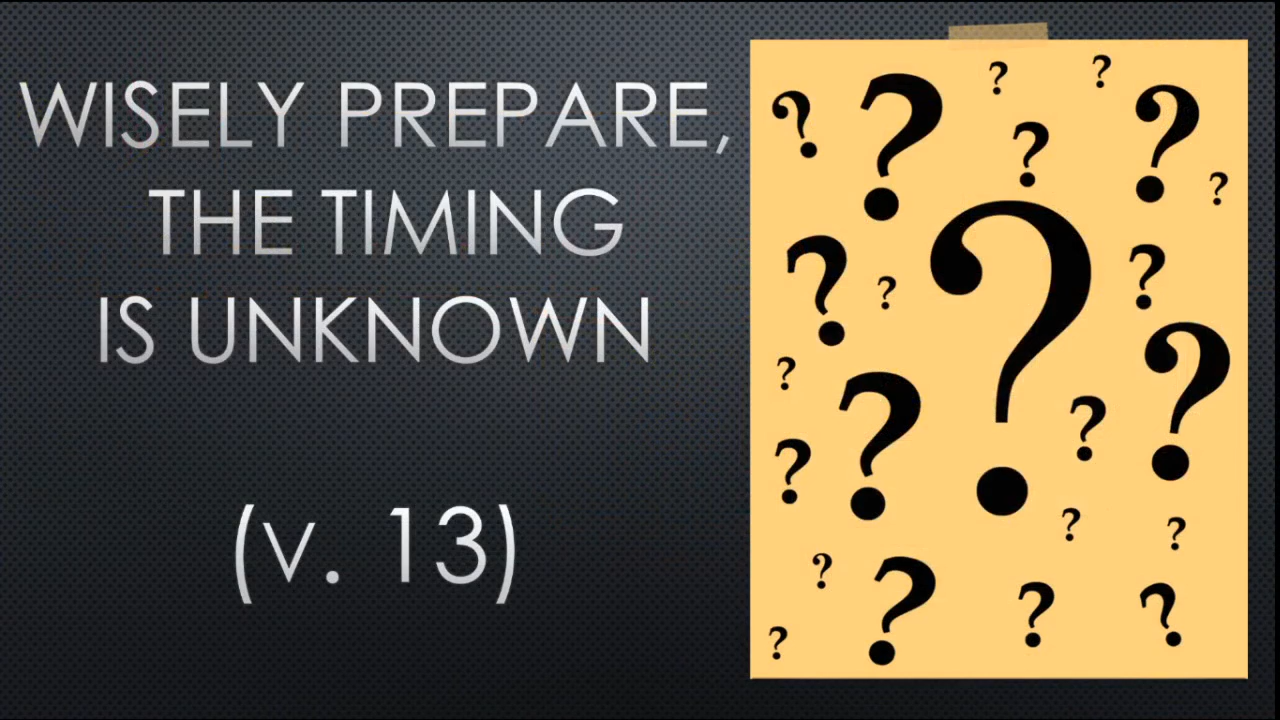 WISELY PREPARE,
THE TIMING
IS UNKNOWN
(v. 13)
? ? ? ? ?
? ?
?
? ? ? ?
?
? ? ?
?
? ?
? ? ? ?
?